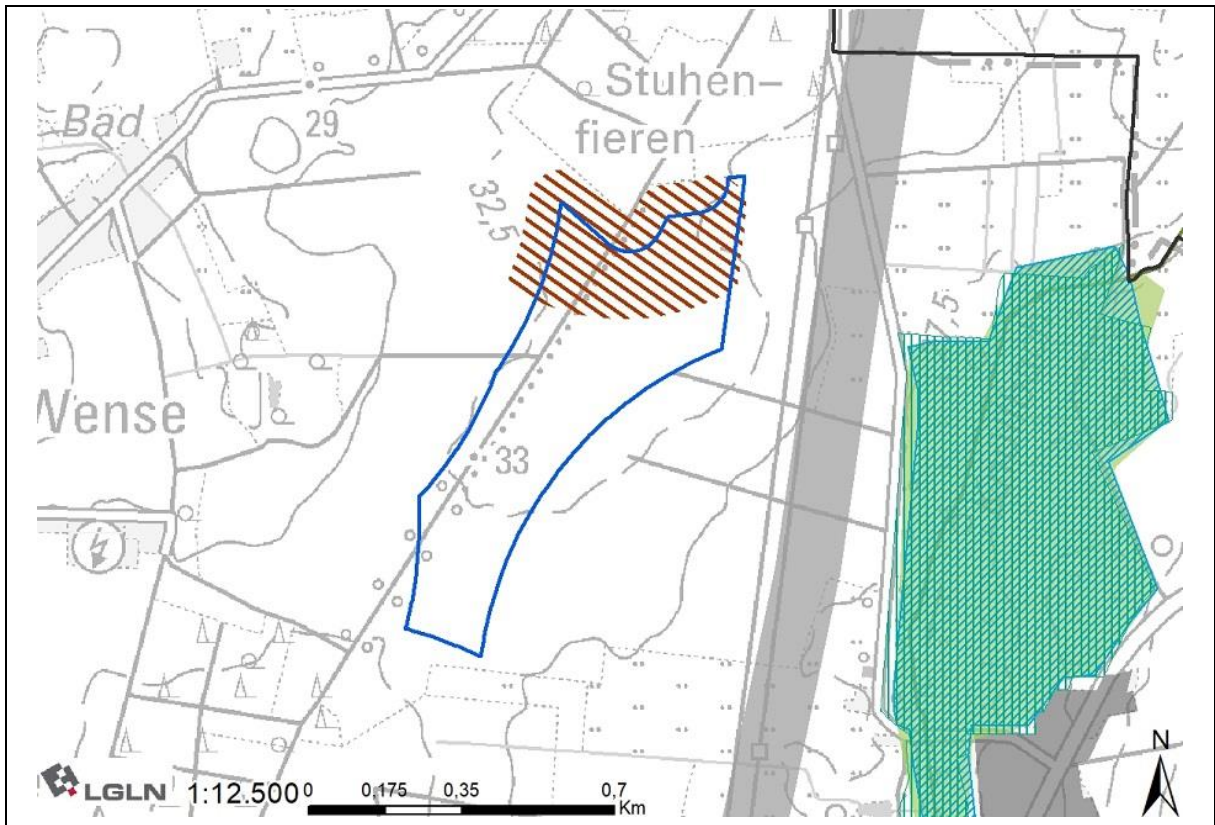 Stuhen–
fieren
Bad
29
32,5
7,5
Wense
33
N
LGLN 1:12.500 0 0,175 0,35 0,7
Km